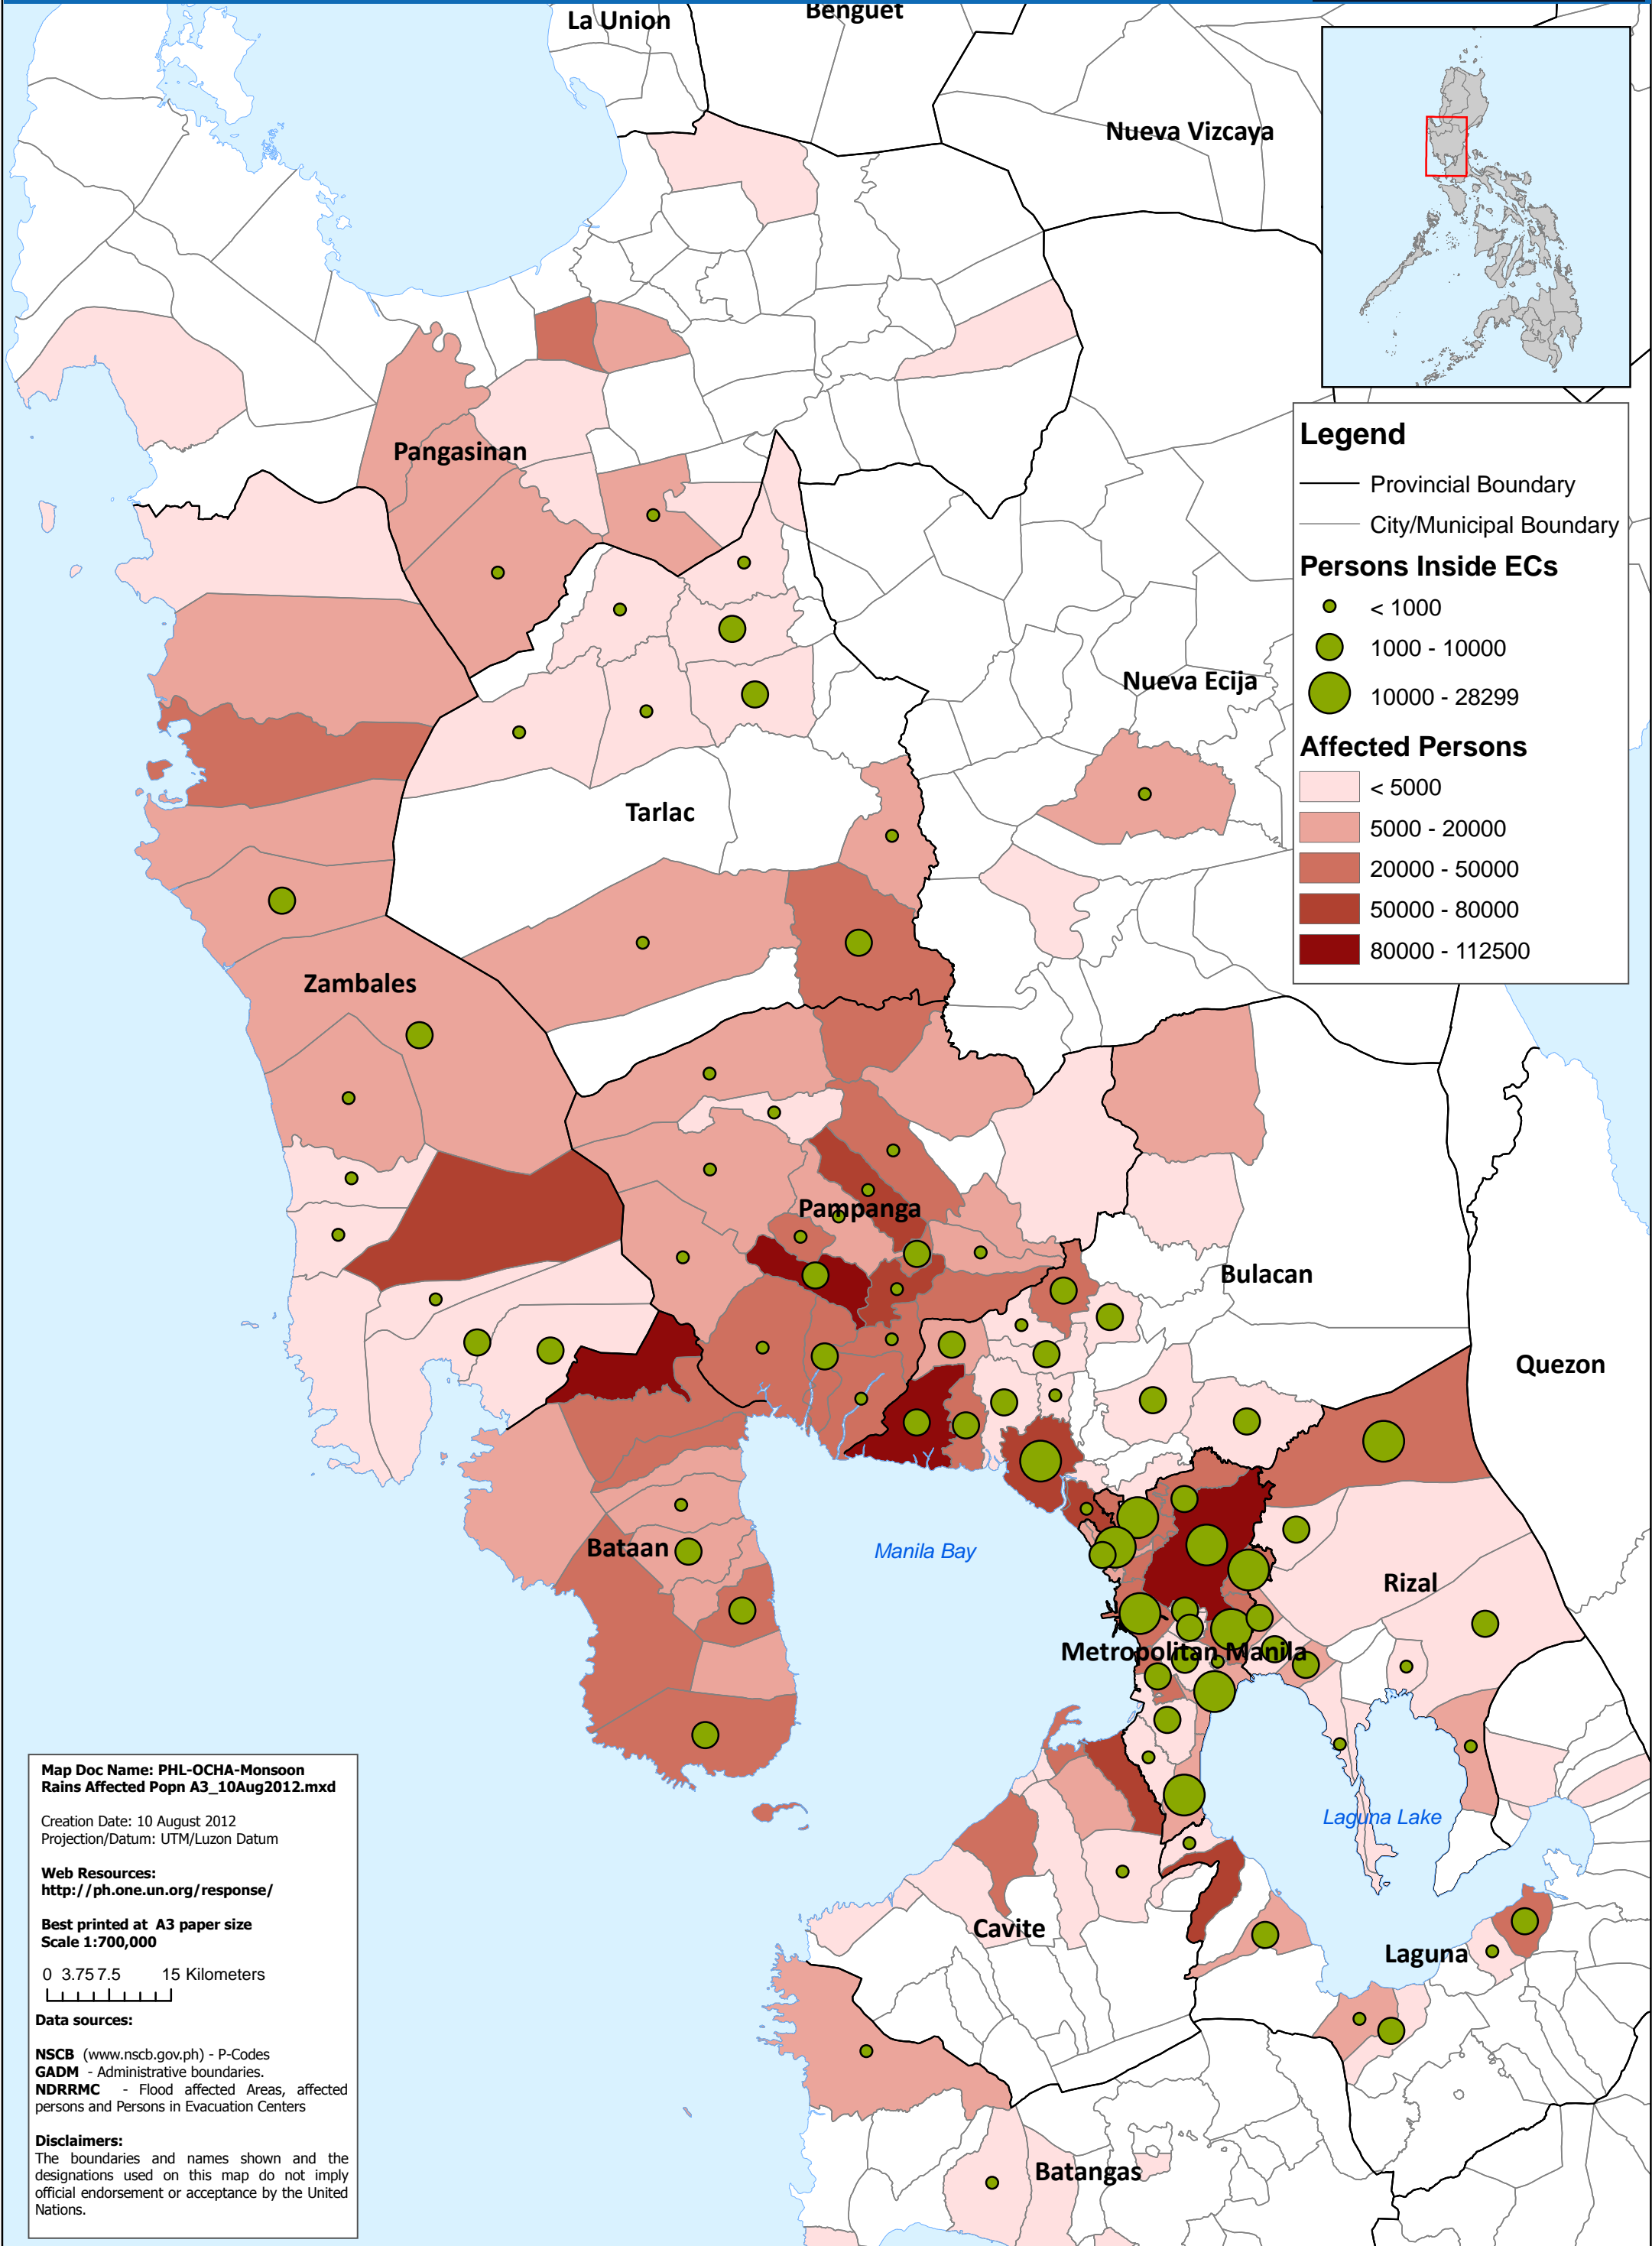 La Union
Benguet
Nueva Vizcaya
Legend
Provincial Boundary
City/Municipal Boundary
Persons Inside ECs
< 1000
1000 - 10000
10000 - 28299
Affected Persons
< 5000
5000 - 20000
20000 - 50000
50000 - 80000
80000 - 112500
Pangasinan
Nueva Ecija
Tarlac
Zambales
Pampanga
Bulacan
Quezon
Bataan
Manila Bay
Rizal
Metropolitan Manila
Laguna Lake
Cavite
Laguna
Batangas
Map Doc Name: PHL-OCHA-Monsoon
Rains Affected Popn A3_10Aug2012.mxd
Creation Date: 10 August 2012
Projection/Datum: UTM/Luzon Datum
Web Resources:
http://ph.one.un.org/response/
Best printed at A3 paper size
Scale 1:700,000
0 3.75 7.5 15 Kilometers
Data sources:
NSCB (www.nscb.gov.ph) - P-Codes
GADM - Administrative boundaries.
NDRRMC - Flood affected Areas, affected
persons and Persons in Evacuation Centers
Disclaimers:
The boundaries and names shown and the
designations used on this map do not imply
official endorsement or acceptance by the United
Nations.